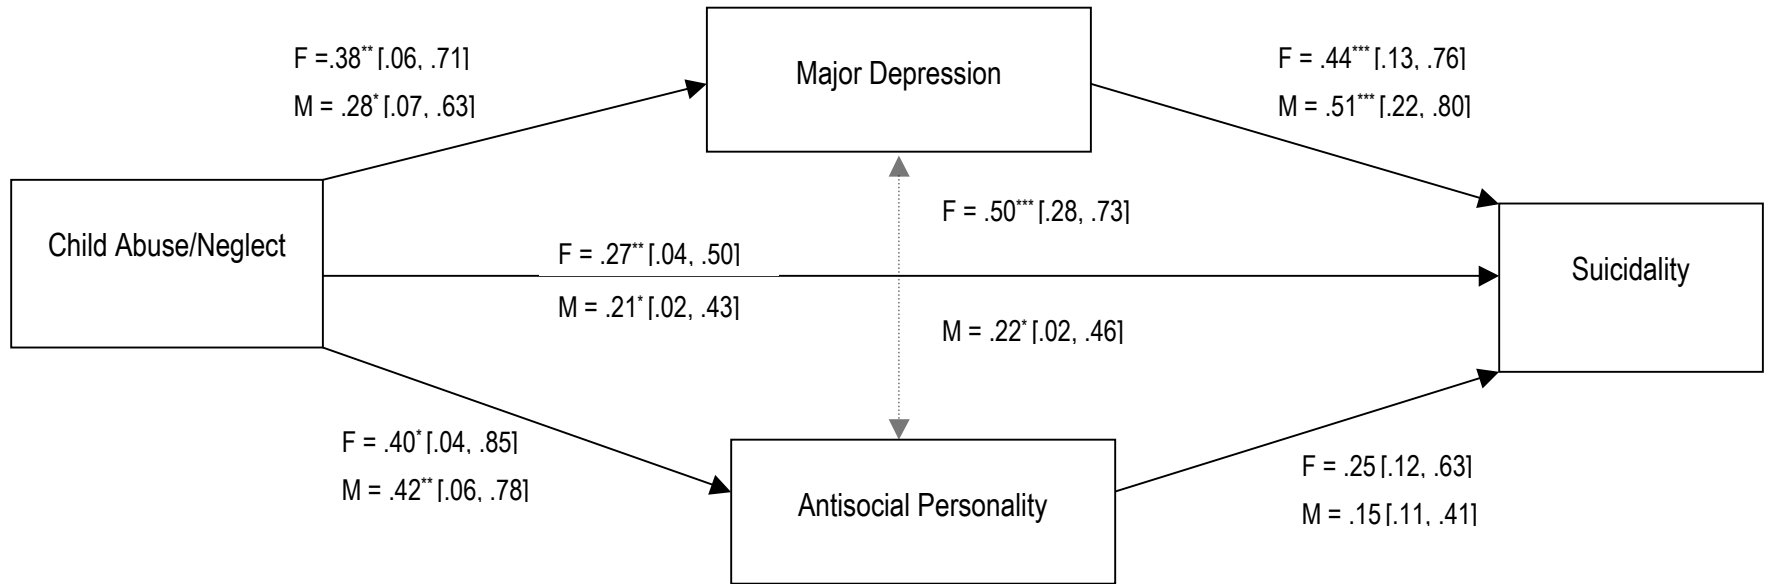 Major Depression
F =.38** [.06, .71]
M = .28* [.07, .63]
F = .44*** [.13, .76]
M = .51*** [.22, .80]
Child Abuse/Neglect
F = .50*** [.28, .73]
F = .27** [.04, .50]
M = .21* [.02, .43]
M = .22* [.02, .46]
Suicidality
F = .40* [.04, .85]
M = .42** [.06, .78]
Antisocial Personality
F = .25 [.12, .63]
M = .15 [.11, .41]